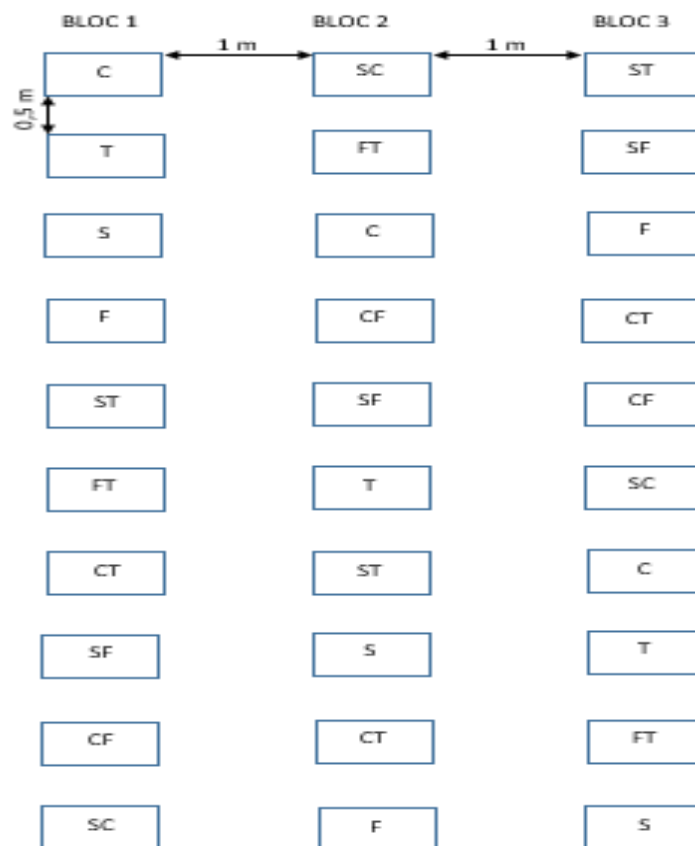 BLOC 1 BLOC 2 BLOC 3
1 m 1 m
C SC ST
0,5 m
T FT SF
S C F
F CF CT
ST SF CF
FT T SC
CT ST C
SF S T
CF CT FT
SC F S